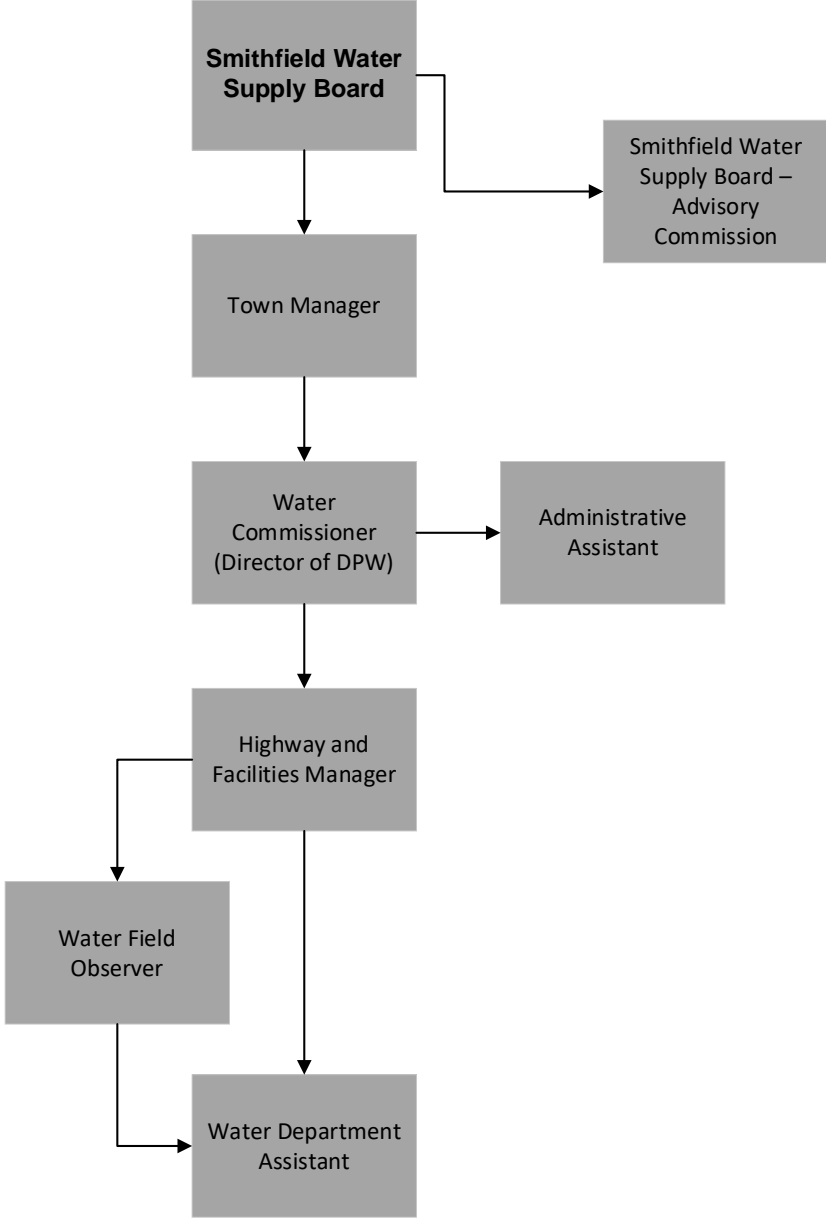 Smithfield Water
Supply Board
Smithfield Water
Supply Board –
Advisory
Commission
Town Manager
Water
Commissioner
(Director of DPW)
Administrative
Assistant
Highway and
Facilities Manager
Water Field
Observer
Water Department
Assistant